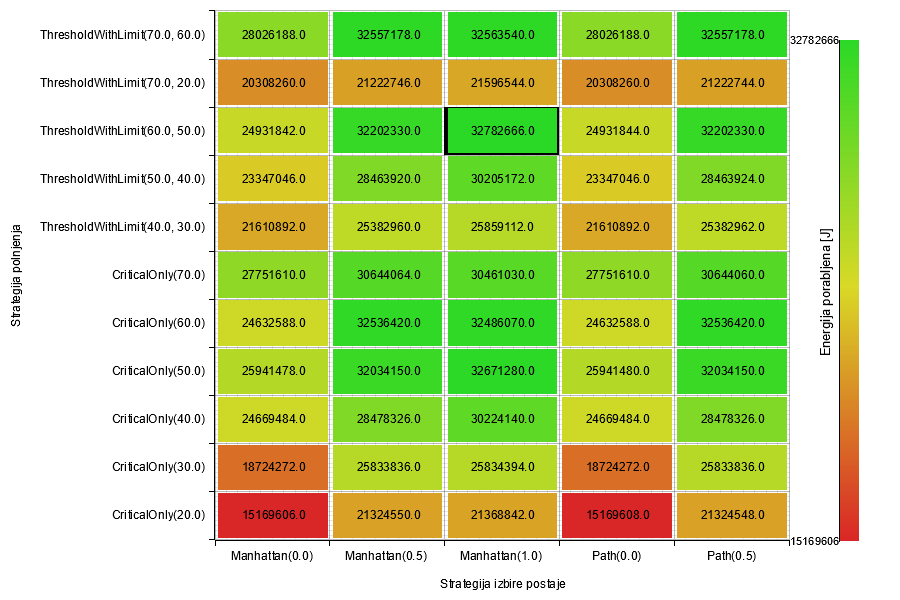 ThresholdWithLimit(70.0, 60.0) 28026188.0 32557178.0 32563540.0 28026188.0 32557178.0
32782666
ThresholdWithLimit(70.0, 20.0) 20308260.0 21222746.0 21596544.0 20308260.0 21222744.0
ThresholdWithLimit(60.0, 50.0) 24931842.0 32202330.0 32782666.0 24931844.0 32202330.0
ThresholdWithLimit(50.0, 40.0) 23347046.0 28463920.0 30205172.0 23347046.0 28463924.0
ThresholdWithLimit(40.0, 30.0) 21610892.0 25382960.0 25859112.0 21610892.0 25382962.0
CriticalOnly(70.0) 27751610.0 30644064.0 30461030.0 27751610.0 30644060.0
CriticalOnly(60.0) 24632588.0 32536420.0 32486070.0 24632588.0 32536420.0
CriticalOnly(50.0) 25941478.0 32034150.0 32671280.0 25941480.0 32034150.0
CriticalOnly(40.0) 24669484.0 28478326.0 30224140.0 24669484.0 28478326.0
CriticalOnly(30.0) 18724272.0 25833836.0 25834394.0 18724272.0 25833836.0
CriticalOnly(20.0) 15169606.0 21324550.0 21368842.0 15169608.0 21324548.0
15169606
Manhattan(0.0) Manhattan(0.5) Manhattan(1.0) Path(0.0) Path(0.5)
Strategija izbire postaje
Strategija polnjenja
Energija porabljena [J]